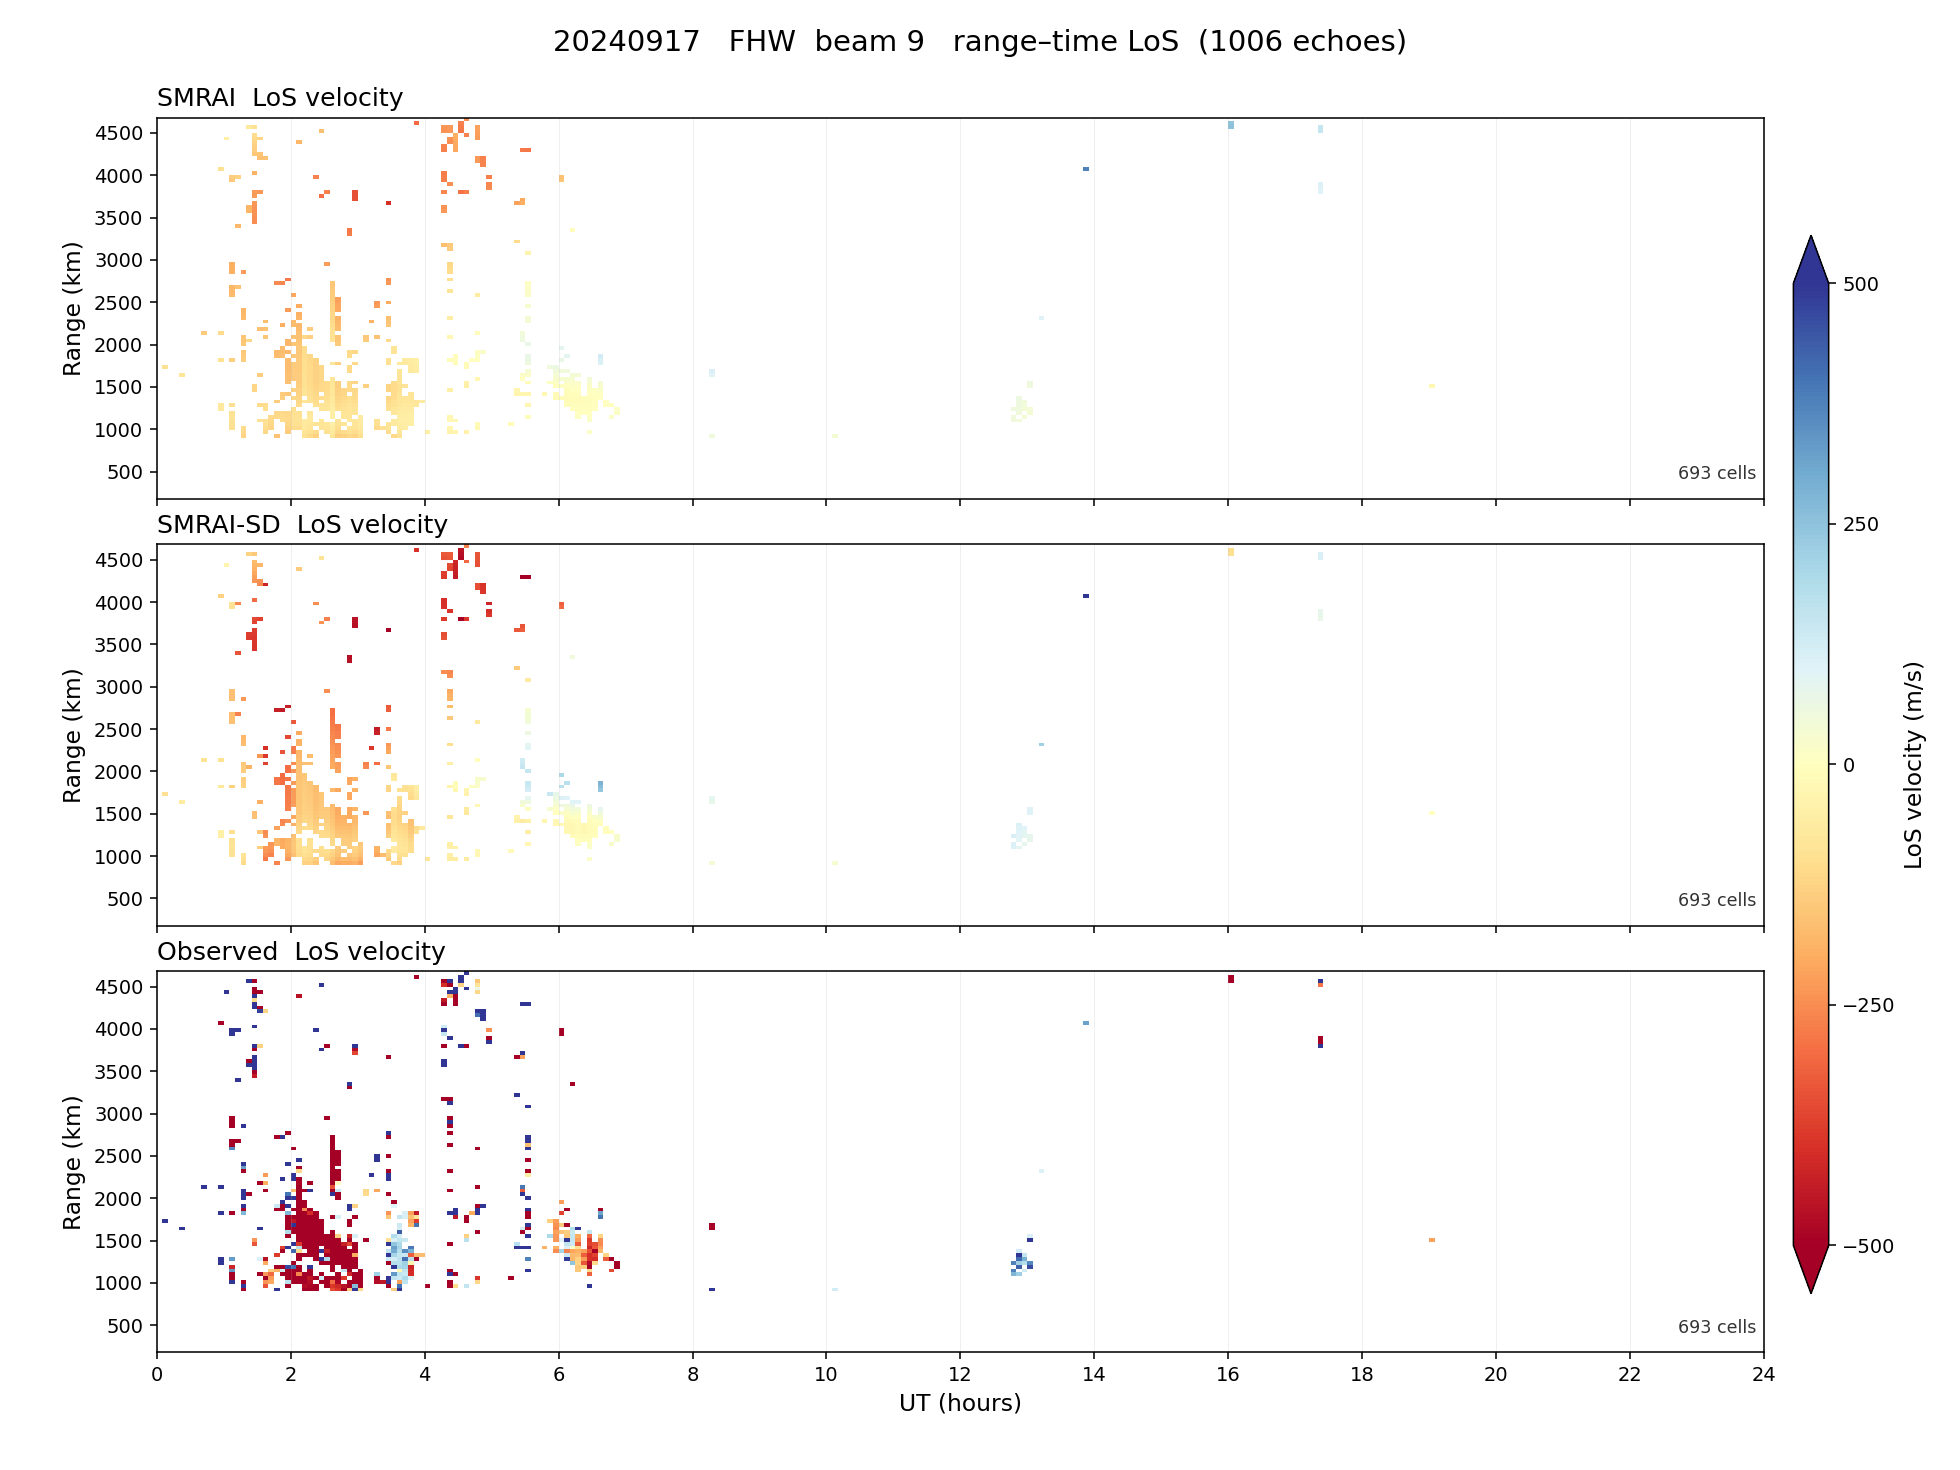 20240917 FHW beam 9 range–time LoS (1006 echoes)
SMRAI LoS velocity
4500
4000
3500
3000
2500
2000
1500
1000
500
Range (km)
693 cells
SMRAI-SD LoS velocity
4500
4000
3500
3000
2500
2000
1500
1000
500
Range (km)
693 cells
Observed LoS velocity
4500
4000
3500
3000
2500
2000
1500
1000
500
Range (km)
693 cells
0 2 4 6 8 10 12 14 16 18 20 22 24
UT (hours)
500
250
0
−250
−500
LoS velocity (m/s)